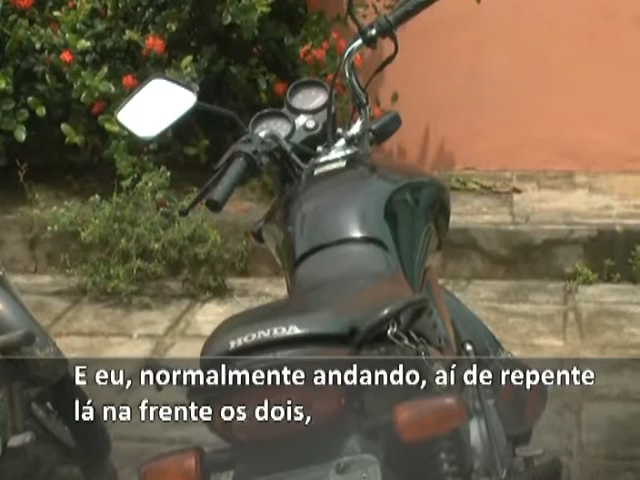 HONDA
E eu, normalmente andando, aí de repente
lá na frente os dois,